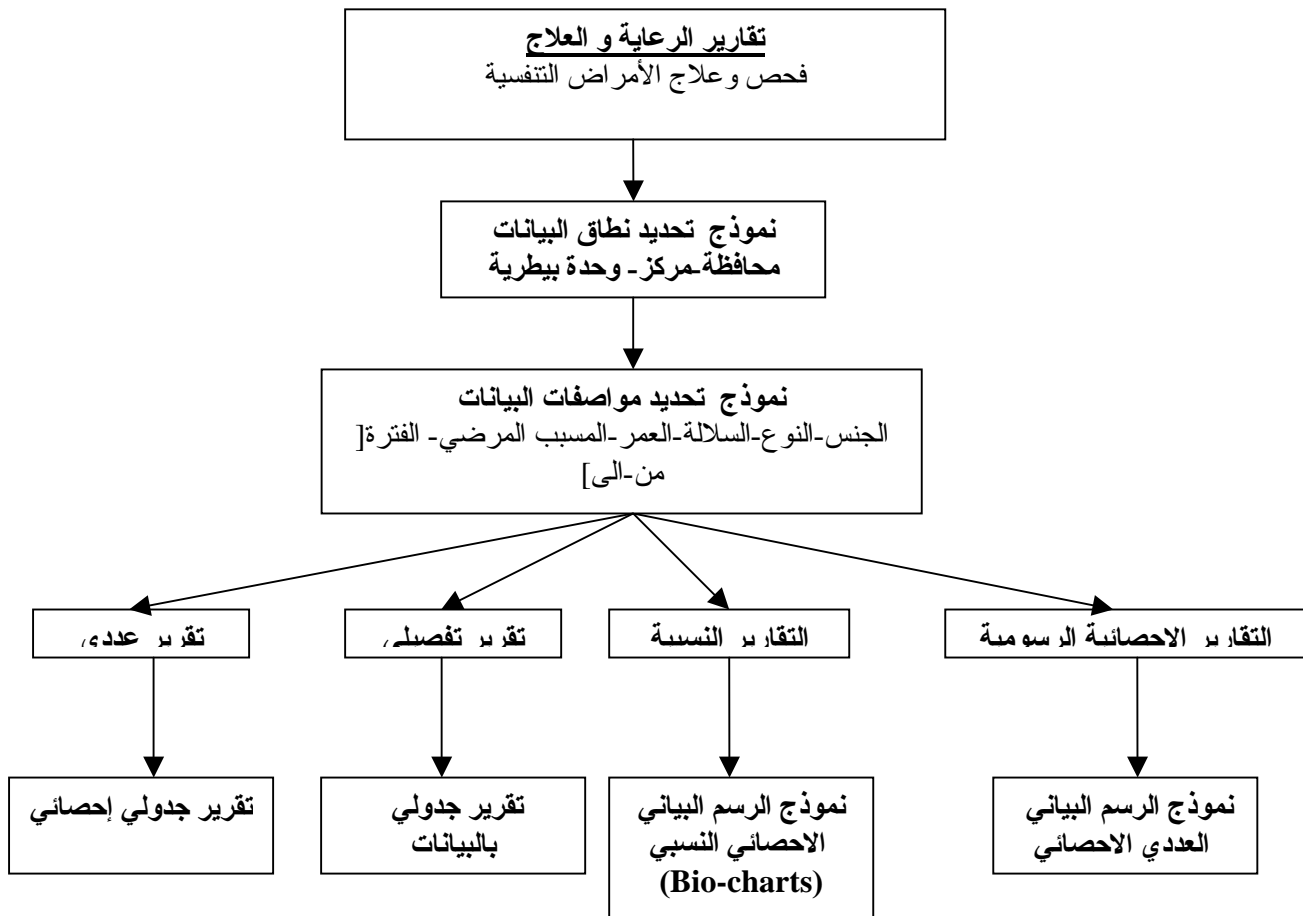 تقارير الرعاية و العلاج
فحص وعلاج الأمراض التنفسية
نموذج تحديد نطاق البيانات
محافظة-مركز- وحدة بيطرية
نموذج تحديد مواصفات البيانات
الجنس-النوع-السلالة-العمر-المسبب المرضي- الفترة[
من-الى]
التقارير الاحصائية الرسومية
التقارير النسبية
تقرير تفصيلي
تقرير عددي
نموذج الرسم البياني
العددي الاحصائي
نموذج الرسم البياني
الاحصائي النسبي
(Bio-charts)
تقرير جدولي
بالبيانات
تقرير جدولي إحصائي